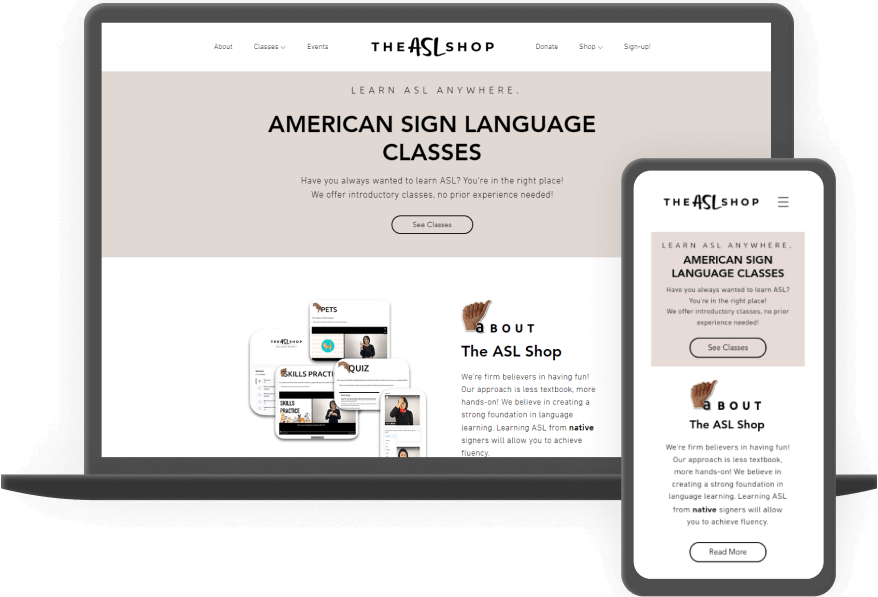 About Classes Events THE ASL SHOP Donate Shop Sign-up!
LEARN ASL ANYWHERE.
AMERICAN SIGN LANGUAGE
CLASSES
Have you always wanted to learn ASL? You're in the right place!
We offer introductory classes, no prior experience needed!
See Classes
PETS
THE ASL SHOP
SKILLS PRACTI
QUIZ
SKILLS
PRACTICE
a BOUT
The ASL Shop
We're firm believers in having fun!
Our approach is less textbook, more
hands-on! We believe in creating a
strong foundation in language
learning. Learning ASL from native
signers will allow you to achieve
fluency.
THE ASL SHOP
LEARN ASL ANYWHERE.
AMERICAN SIGN
LANGUAGE CLASSES
Have you always wanted to learn ASL?
You're in the right place!
We offer introductory classes, no prior
experience needed!
See Classes
a BOUT
The ASL Shop
We're firm believers in having fun!
Our approach is less textbook,
more hands-on! We believe in
creating a strong foundation in
language learning. Learning ASL
from native signers will allow
you to achieve fluency.
Read More